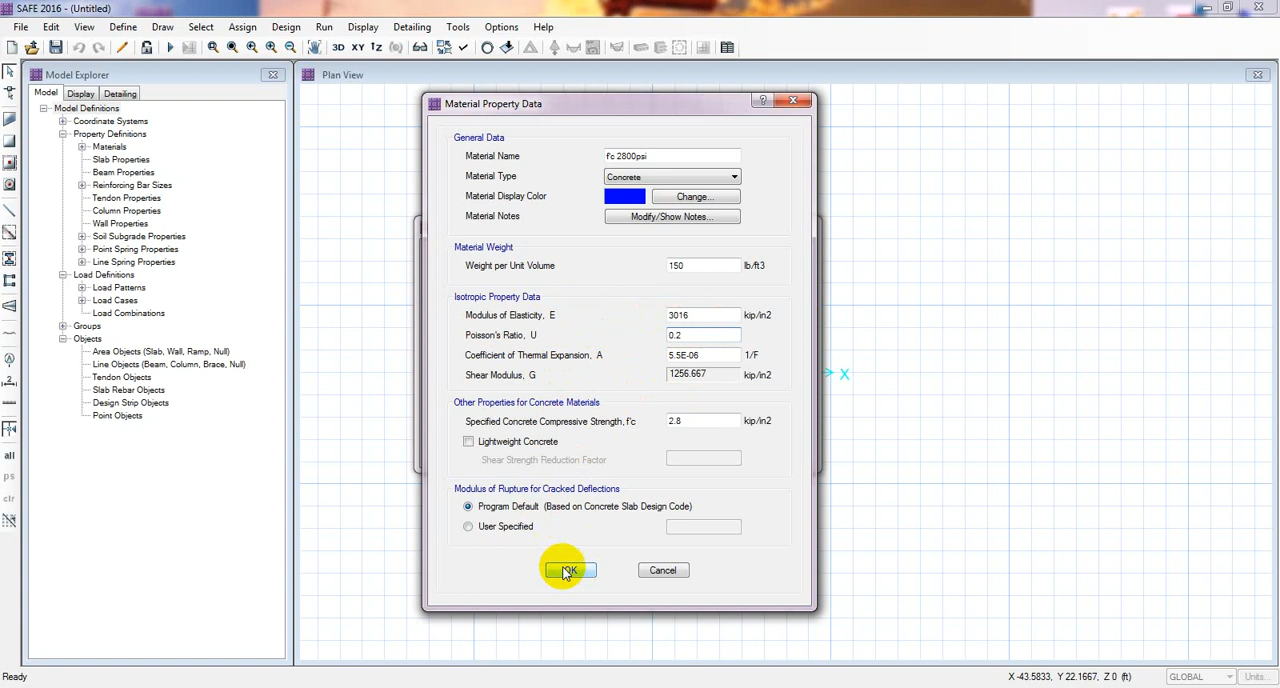 SAFE 2016 - (Untitled)
File Edit View Define Draw Select Assign Design Run Display Detailing Tools Options Help
3D XY
Model Explorer
Plan View
Model Display Detailing
Model Definitions
Coordinate Systems
Property Definitions
Materials
Slab Properties
Beam Properties
Reinforcing Bar Sizes
Tendon Properties
Column Properties
Wall Properties
Soil Subgrade Properties
Point Spring Properties
Line Spring Properties
Load Definitions
Load Patterns
Load Cases
Load Combinations
Groups
Objects
Area Objects (Slab, Wall, Ramp, Null)
Line Objects (Beam, Column, Brace, Null)
Tendon Objects
Slab Rebar Objects
Design Strip Objects
Point Objects
all
ps
clr
Material Property Data
General Data
Material Name f'c 2800psi
Material Type Concrete
Material Display Color Change...
Material Notes Modify/Show Notes...
Material Weight
Weight per Unit Volume 150 lb/ft3
Isotropic Property Data
Modulus of Elasticity, E 3016 kip/in2
Poisson's Ratio, U 0.2
Coefficient of Thermal Expansion, A 5.5E-06 1/F
Shear Modulus, G 1256.667 kip/in2
Other Properties for Concrete Materials
Specified Concrete Compressive Strength, f'c 2.8 kip/in2
Lightweight Concrete
Shear Strength Reduction Factor
Modulus of Rupture for Cracked Deflections
Program Default (Based on Concrete Slab Design Code)
User Specified
OK Cancel
X
Ready
X -43.5833, Y 22.1667, Z 0 (ft) GLOBAL Units...